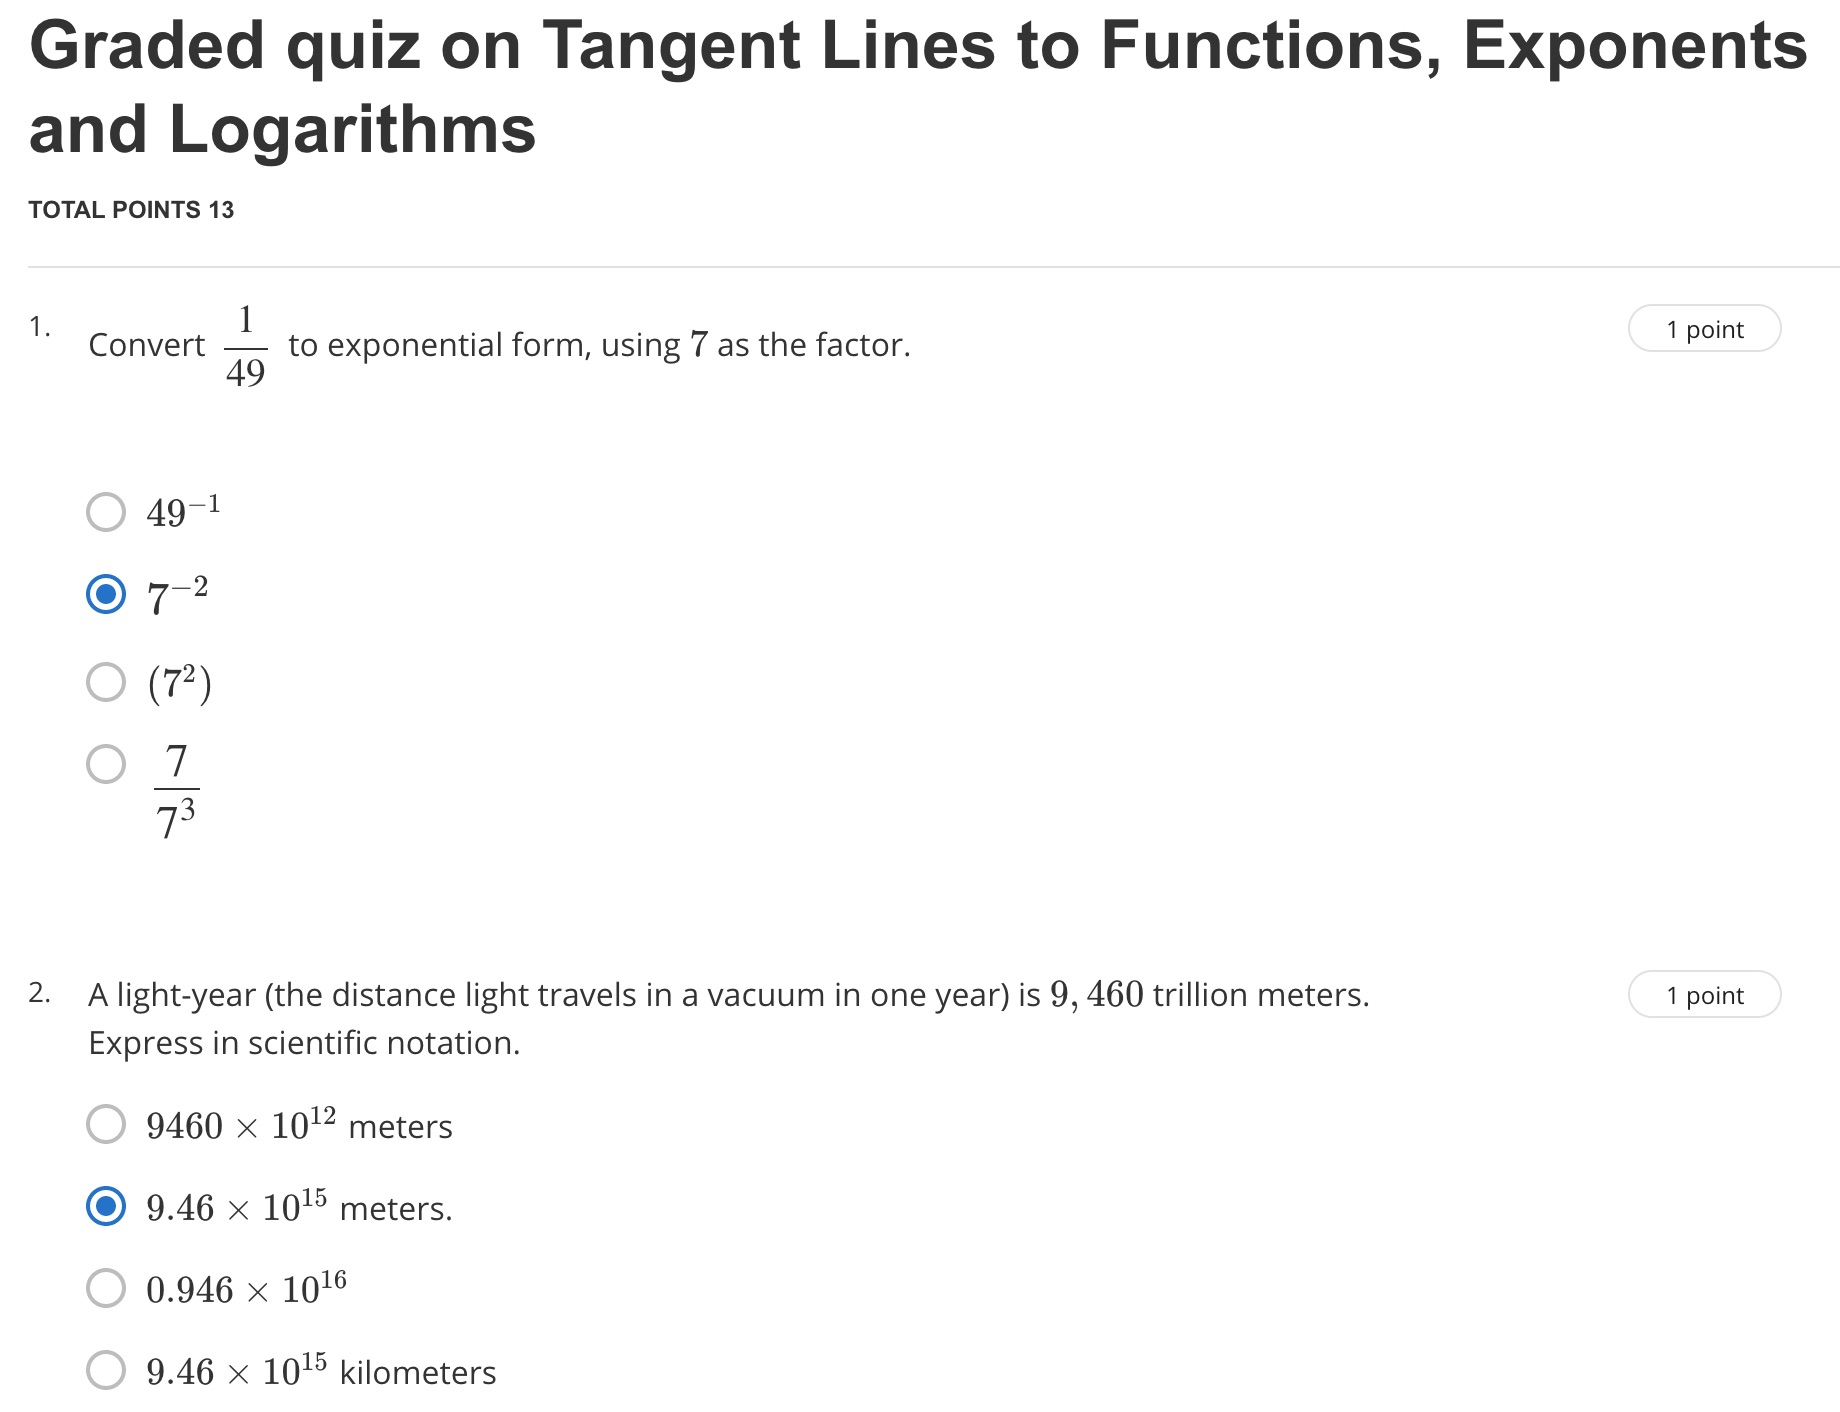 Graded quiz on Tangent Lines to Functions, Exponents
and Logarithms
TOTAL POINTS 13
1. Convert \frac{1}{49} to exponential form, using 7 as the factor.
1 point
49^{-1}
7^{-2}
(7^2)
\frac{7}{7^3}
2. A light-year (the distance light travels in a vacuum in one year) is 9,460 trillion meters.
1 point
Express in scientific notation.
9460 × 10^{12} meters
9.46 × 10^{15} meters.
0.946 × 10^{16}
9.46 × 10^{15} kilometers